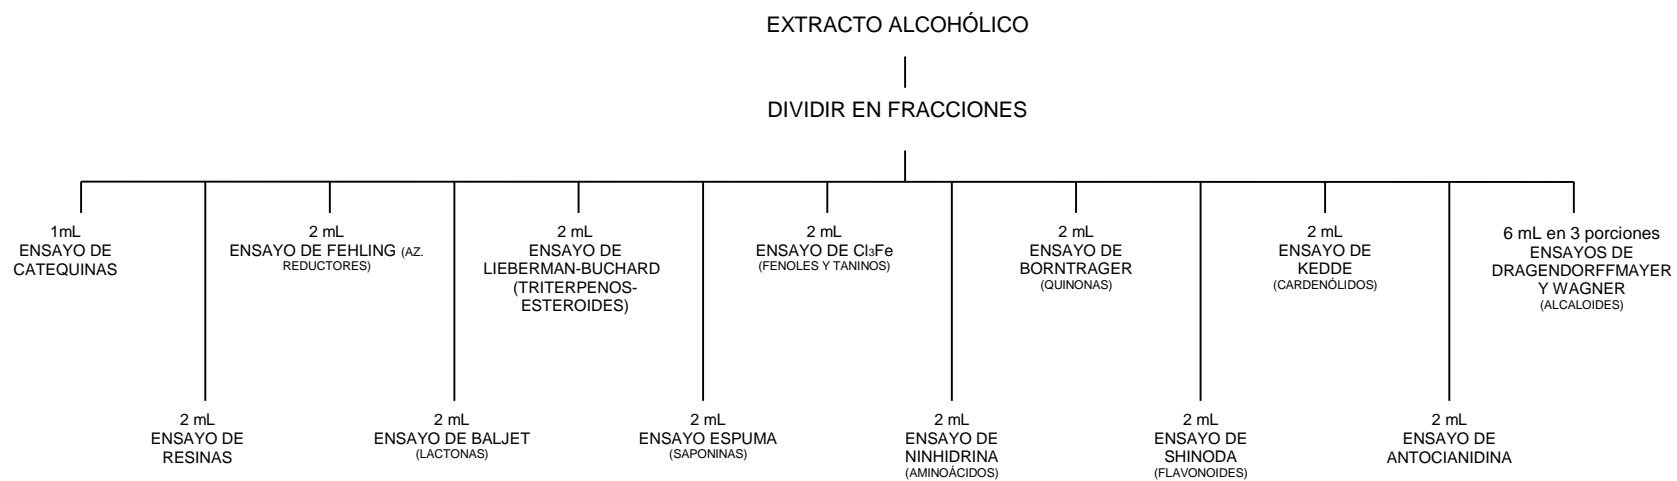 EXTRACTO ALCOHÓLICO
DIVIDIR EN FRACCIONES
1mL
ENSAYO DE
CATEQUINAS
2 mL
ENSAYO DE
RESINAS
2 mL
ENSAYO DE FEHLING (AZ.
REDUCTORES)
2 mL
ENSAYO DE BALJET
(LACTONAS)
2 mL
ENSAYO DE
LIEBERMAN-BUCHARD
(TRITERPENOS-
ESTEROIDES)
2 mL
ENSAYO ESPUMA
(SAPONINAS)
2 mL
ENSAYO DE Cl₃Fe
(FENOLES Y TANINOS)
2 mL
ENSAYO DE
NINHIDRINA
(AMINOÁCIDOS)
2 mL
ENSAYO DE
BORNTRAGER
(QUINONAS)
2 mL
ENSAYO DE
SHINODA
(FLAVONOIDES)
2 mL
ENSAYO DE
KEDDE
(CARDENÓLIDOS)
2 mL
ENSAYO DE
ANTOCIANIDINA
6 mL en 3 porciones
ENSAYOS DE
DRAGENDORFFMAYER
Y WAGNER
(ALCALOIDES)